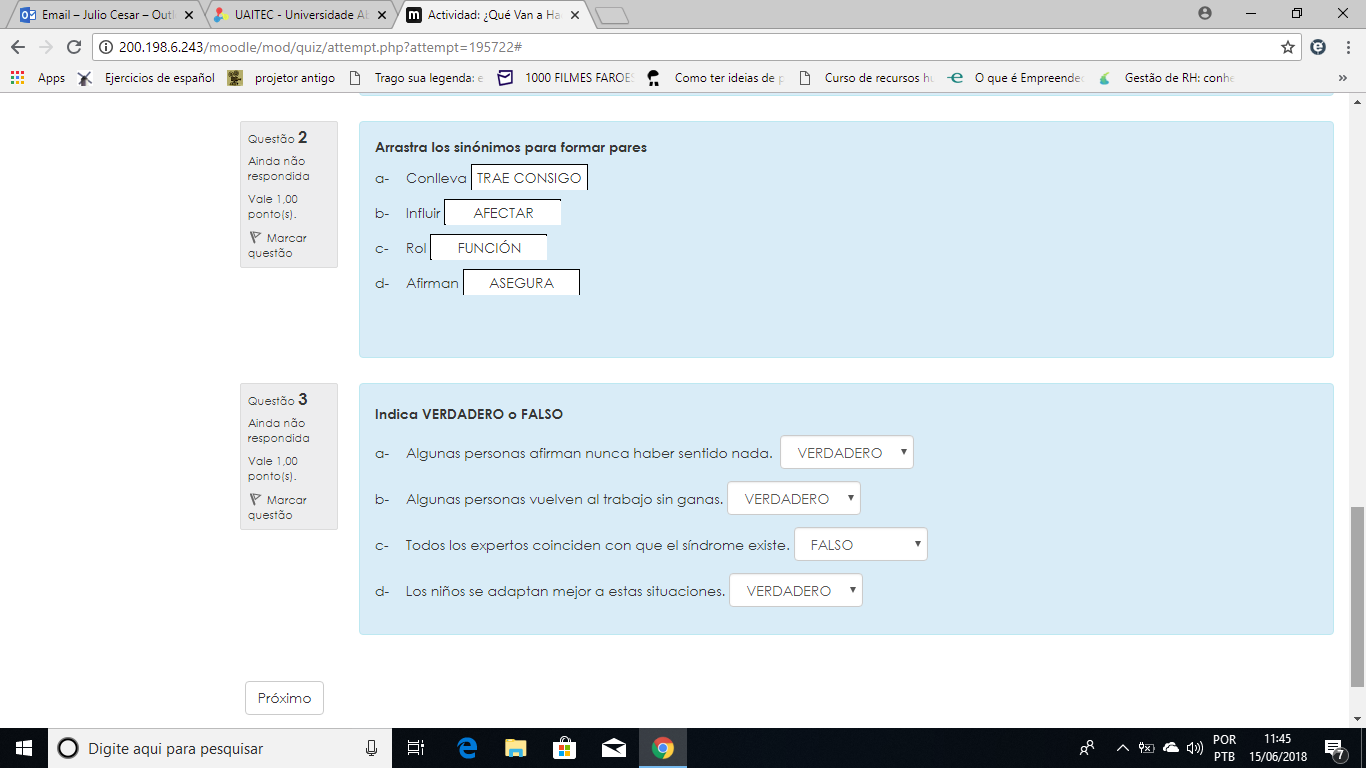 Email – Julio Cesar – Outl
UAITEC - Universidade Ab
Actividad: ¿Qué Van a Ha
200.198.6.243/moodle/mod/quiz/attempt.php?attempt=195722#
Apps
Ejercicios de español
projetor antigo
Trago sua legenda: e
1000 FILMES FAROES
Como ter ideias de p
Curso de recursos hu
O que é Empreende
Gestão de RH: conhe
»
Questão 2
Ainda não
respondida
Vale 1,00
ponto(s).
Marcar
questão
Arrastra los sinónimos para formar pares
a- Conlleva TRAE CONSIGO
b- Influir AFECTAR
c- Rol FUNCIÓN
d- Afirman ASEGURA
Questão 3
Ainda não
respondida
Vale 1,00
ponto(s).
Marcar
questão
Indica VERDADERO o FALSO
a- Algunas personas afirman nunca haber sentido nada. VERDADERO
b- Algunas personas vuelven al trabajo sin ganas. VERDADERO
c- Todos los expertos coinciden con que el síndrome existe. FALSO
d- Los niños se adaptan mejor a estas situaciones. VERDADERO
Próximo
Digite aqui para pesquisar
POR
PTB
11:45
15/06/2018
7